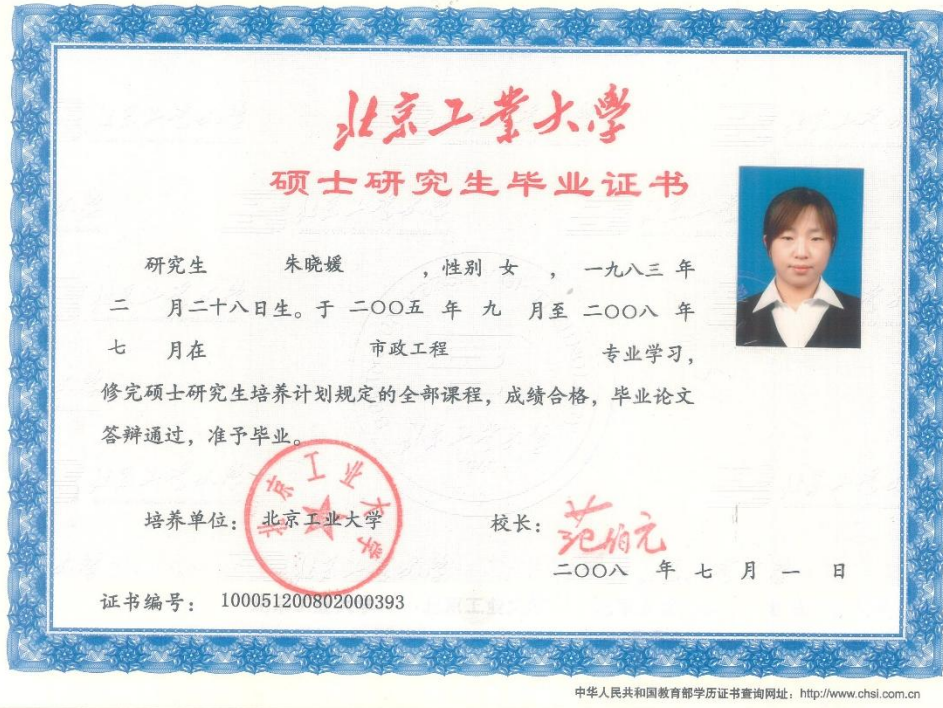 北京工業大學
硕士研究生毕业证书
研究生 朱晓媛 ，性别 女 ， 一九八三 年
二 月二十八日生。于 二〇〇五 年 九 月至 二〇〇八 年
七 月在 市政工程 专业学习，
修完硕士研究生培养计划规定的全部课程，成绩合格，毕业论文
答辩通过，准予毕业。
北京工业大学
培养单位：北京工业大学 校长：范伯元
二〇〇八 年 七 月 一 日
证书编号： 100051200802000393
中华人民共和国教育部学历证书查询网址：http://www.chsi.com.cn